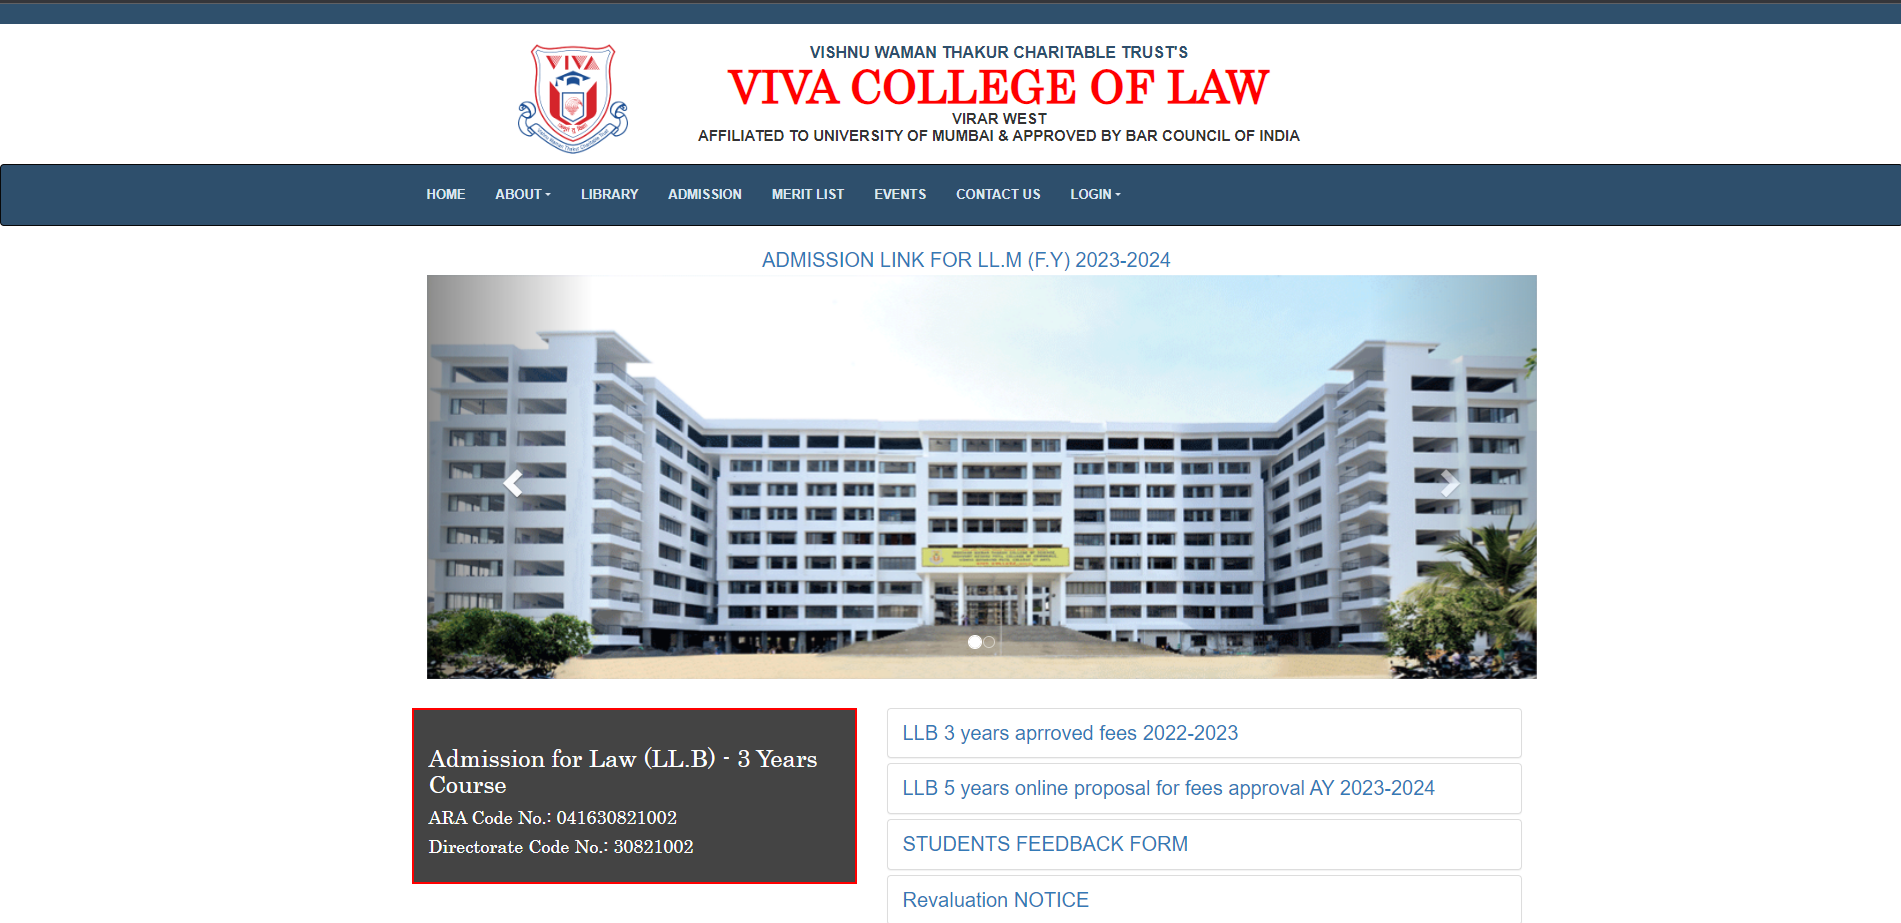 VIVA
VISHNU WAMAN THAKUR CHARITABLE TRUST'S
VIVA COLLEGE OF LAW
VIRAR WEST
AFFILIATED TO UNIVERSITY OF MUMBAI & APPROVED BY BAR COUNCIL OF INDIA
HOME ABOUT LIBRARY ADMISSION MERIT LIST EVENTS CONTACT US LOGIN
ADMISSION LINK FOR LL.M (F.Y) 2023-2024
VIVA COLLEGE
Admission for Law (LL.B) - 3 Years
Course
ARA Code No.: 041630821002
Directorate Code No.: 30821002
LLB 3 years aprroved fees 2022-2023
LLB 5 years online proposal for fees approval AY 2023-2024
STUDENTS FEEDBACK FORM
Revaluation NOTICE